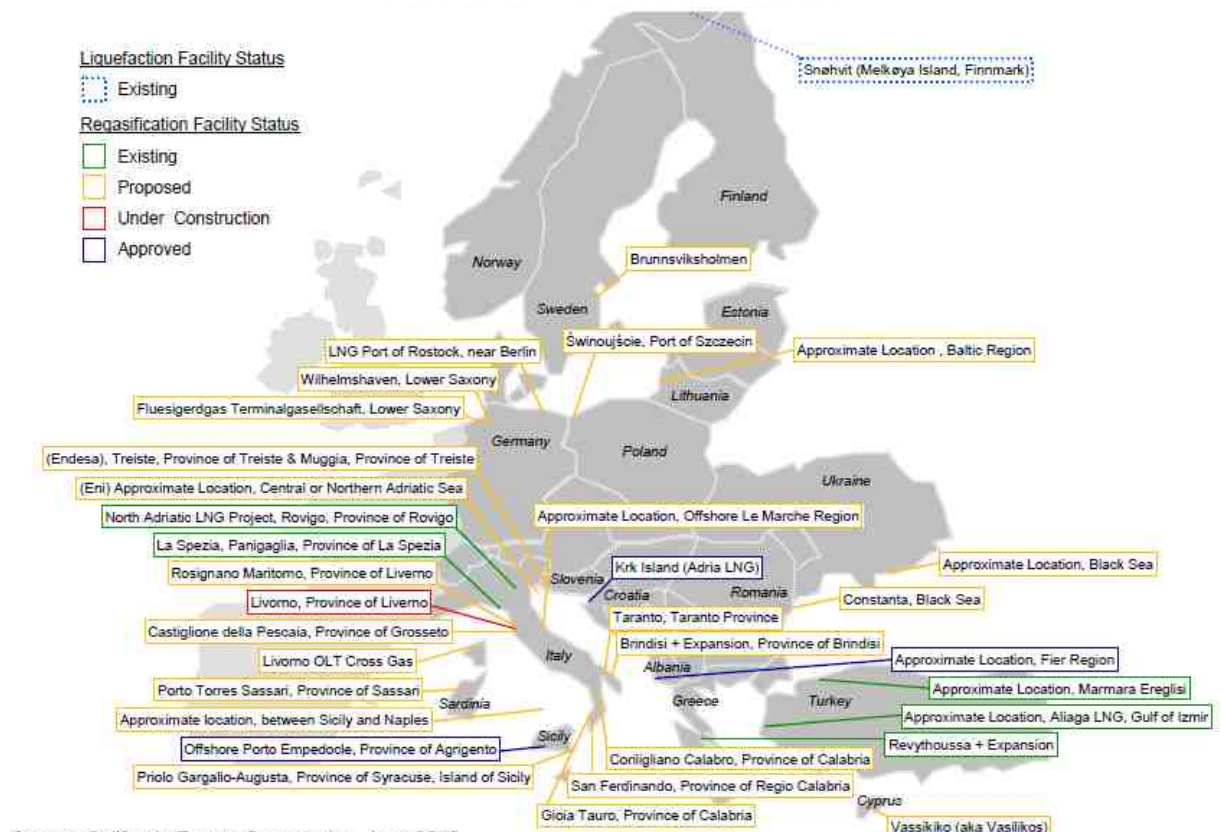 Liquefaction Facility Status
Existing
Regasification Facility Status
Existing
Proposed
Under Construction
Approved
Snøhvit (Melkøya Island, Finnmark)
Finland
Norway
Brunnsviksholmen
Sweden
Estonia
LNG Port of Rostock, near Berlin
Świnoujście, Port of Szczecin
Approximate Location , Baltic Region
Wilhelmshaven, Lower Saxony
Lithuania
Fluesigerdgas Terminalgasellschaft, Lower Saxony
Germany
Poland
(Endesa), Treiste, Province of Treiste & Muggia, Province of Treiste
Ukraine
(Eni) Approximate Location, Central or Northern Adriatic Sea
North Adriatic LNG Project, Rovigo, Province of Rovigo
Approximate Location, Offshore Le Marche Region
La Spezia, Panigaglia, Province of La Spezia
Rosignano Maritomo, Province of Liverno
Slovenia
Krk Island (Adria LNG)
Approximate Location, Black Sea
Livorno, Province of Liverno
Croatia
Romania
Constanta, Black Sea
Castiglione della Pescaia, Province of Grosseto
Taranto, Taranto Province
Italy
Brindisi + Expansion, Province of Brindisi
Livorno OLT Cross Gas
Albania
Approximate Location, Fier Region
Porto Torres Sassari, Province of Sassari
Sardinia
Greece
Turkey
Approximate Location, Marmara Ereglisi
Approximate location, between Sicily and Naples
Approximate Location, Aliaga LNG, Gulf of Izmir
Offshore Porto Empedocle, Province of Agrigento
Sicily
Revythoussa + Expansion
Priolo Gargalio-Augusta, Province of Syracuse, Island of Sicily
Coriligliano Calabro, Province of Calabria
San Ferdinando, Province of Regio Calabria
Gioia Tauro, Province of Calabria
Cyprus
Vassikiko (aka Vasilikos)